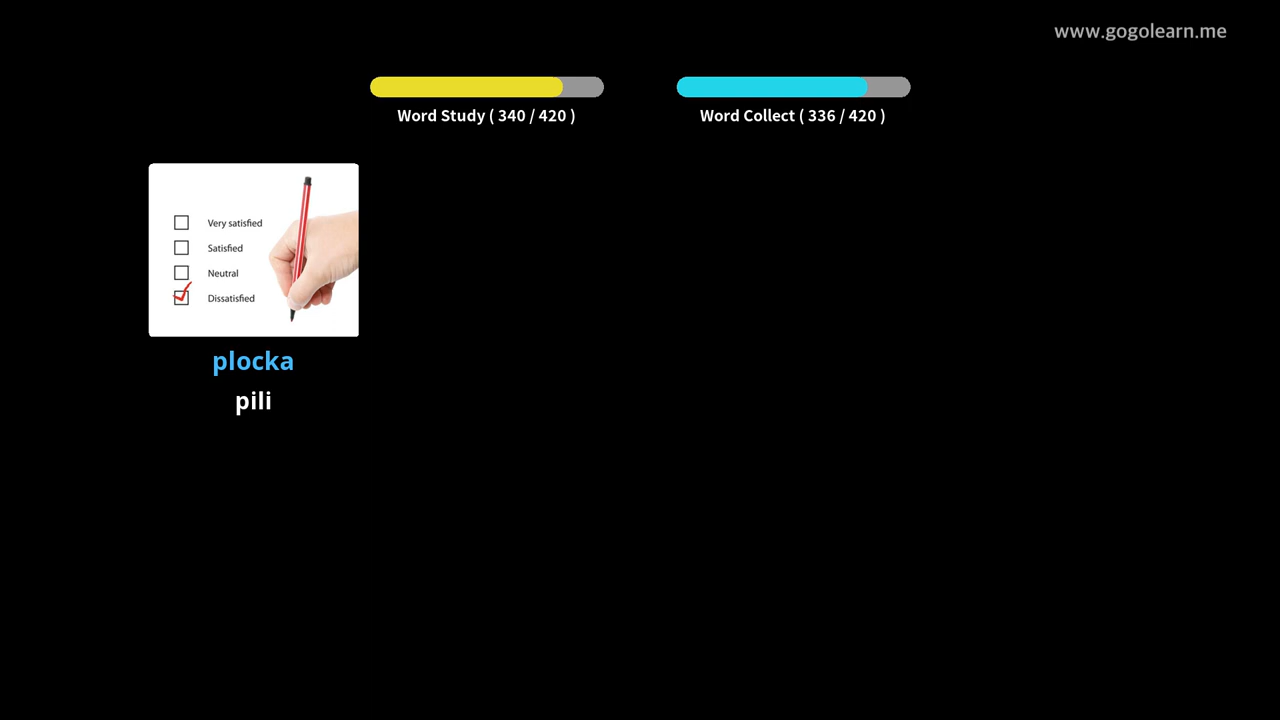 www.gogolearn.me
Word Study ( 340 / 420 )
Word Collect ( 336 / 420 )
Very satisfied
Satisfied
Neutral
Dissatisfied
plocka
pili